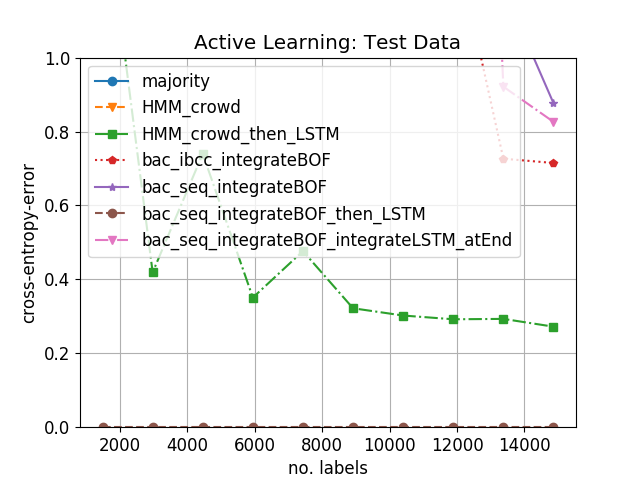 Active Learning: Test Data
1.0
0.8
0.6
0.4
0.2
0.0
cross-entropy-error
majority
HMM_crowd
HMM_crowd_then_LSTM
bac_ibcc_integrateBOF
bac_seq_integrateBOF
bac_seq_integrateBOF_then_LSTM
bac_seq_integrateBOF_integrateLSTM_atEnd
2000 4000 6000 8000 10000 12000 14000
no. labels